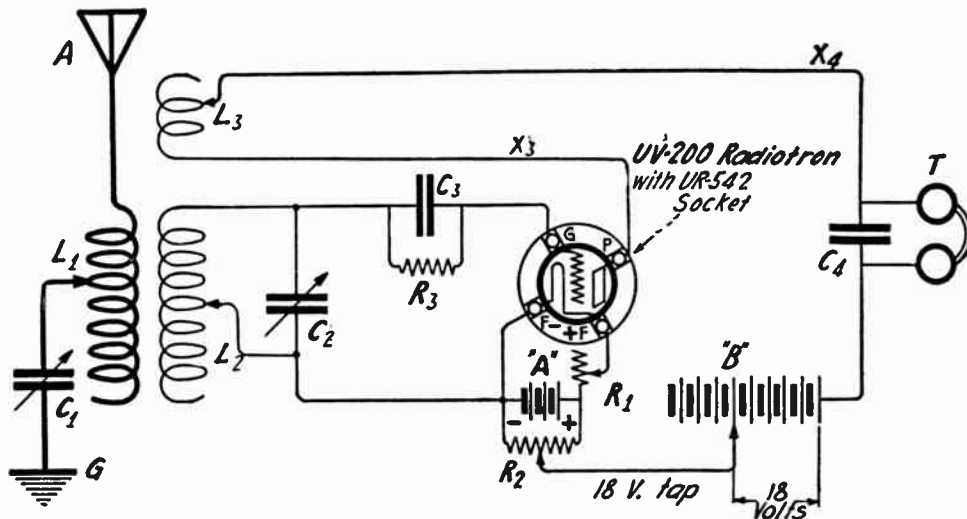 A
L3
X4
X3
UV-200 Radiotron
with UR-542
Socket
T
C3
G
P
L1
R3
C4
C2
L2
F-
+F
"A"
"B"
R1
C1
-
+
G
R2
18 V. tap
18
Volts